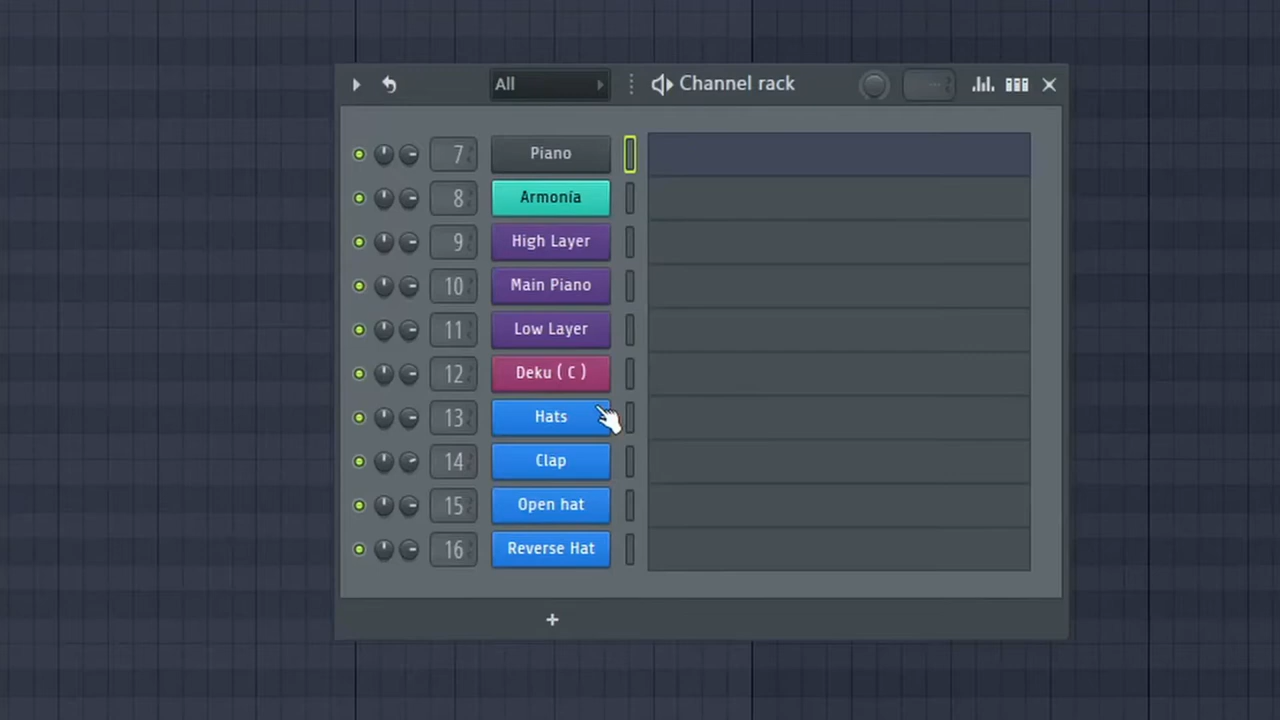 All
Channel rack
7 Piano
8 Armonía
9 High Layer
10 Main Piano
11 Low Layer
12 Deku ( C )
13 Hats
14 Clap
15 Open hat
16 Reverse Hat